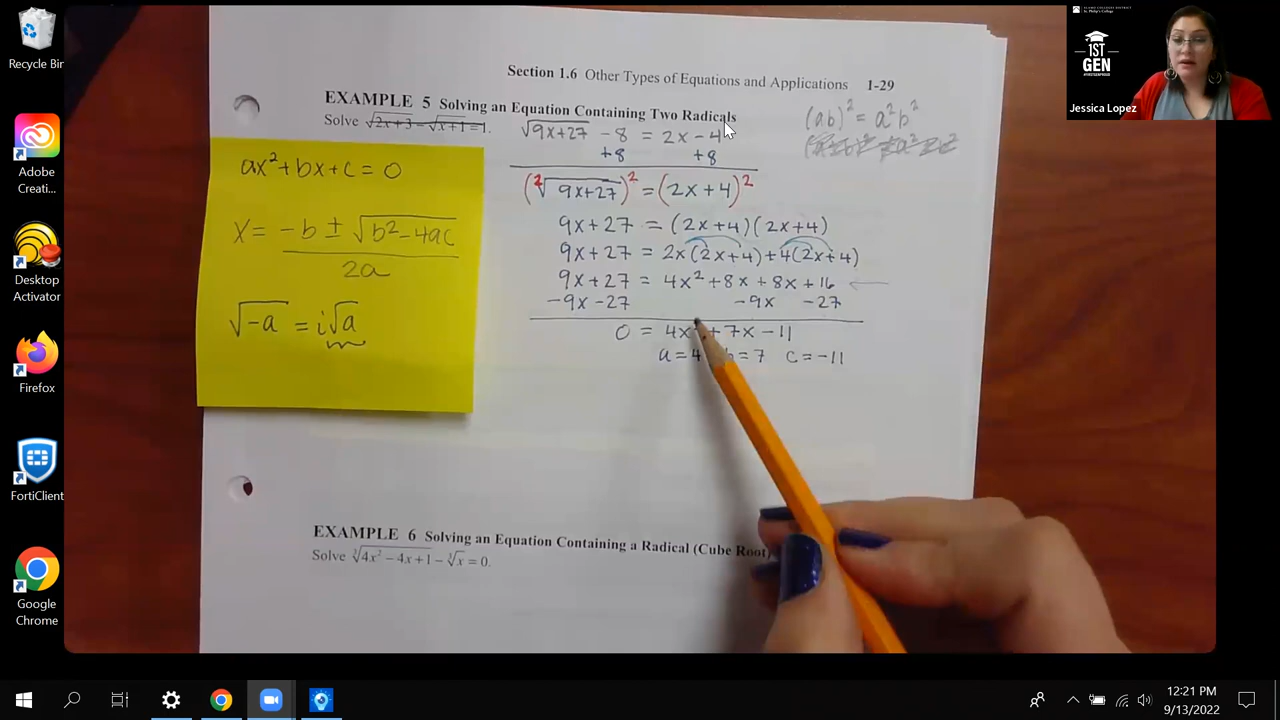 Recycle Bin
Adobe
Creati...
Desktop
Activator
Firefox
FortiClient
Google
Chrome
Section 1.6 Other Types of Equations and Applications 1-29
EXAMPLE 5 Solving an Equation Containing Two Radicals
Solve √2x+3 − √x+1 = 1.
√9x+27 − 8 = 2x − 4
+8 +8
(²√9x+27)² = (2x+4)²
9x+27 = (2x+4)(2x+4)
9x+27 = 2x(2x+4)+4(2x+4)
9x+27 = 4x²+8x+8x+16 ←
−9x−27 −9x −27
0 = 4x +7x −11
a=4 b=7 c=−11
(ab)² = a²b²
ax²+bx+c=0
x = −b ± √b²−4ac
2a
√−a = i√a
EXAMPLE 6 Solving an Equation Containing a Radical (Cube Root)
Solve ∛4x² − 4x + 1 − ∛x = 0.
1ST
GEN
Jessica Lopez
12:21 PM
9/13/2022